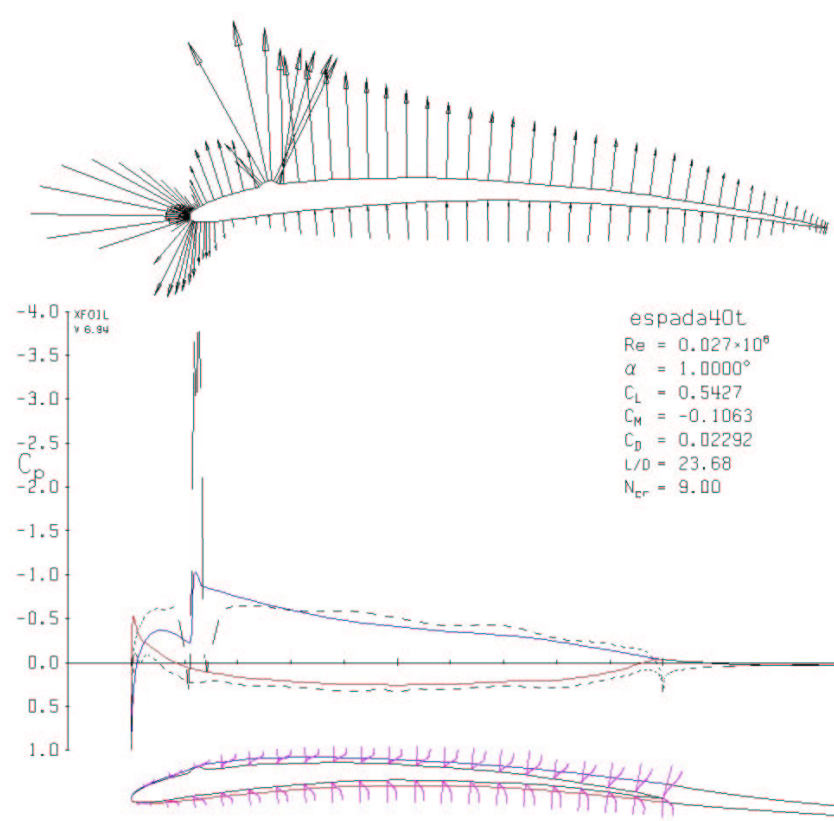 -4.0
XFOIL
V 6.94
-3.5
-3.0
-2.5
Cp
-2.0
-1.5
-1.0
-0.5
0.0
0.5
1.0
espada40t
Re = 0.027×10⁶
α = 1.0000°
CL = 0.5427
CM = -0.1063
CD = 0.02292
L/D = 23.68
Ncr = 9.00